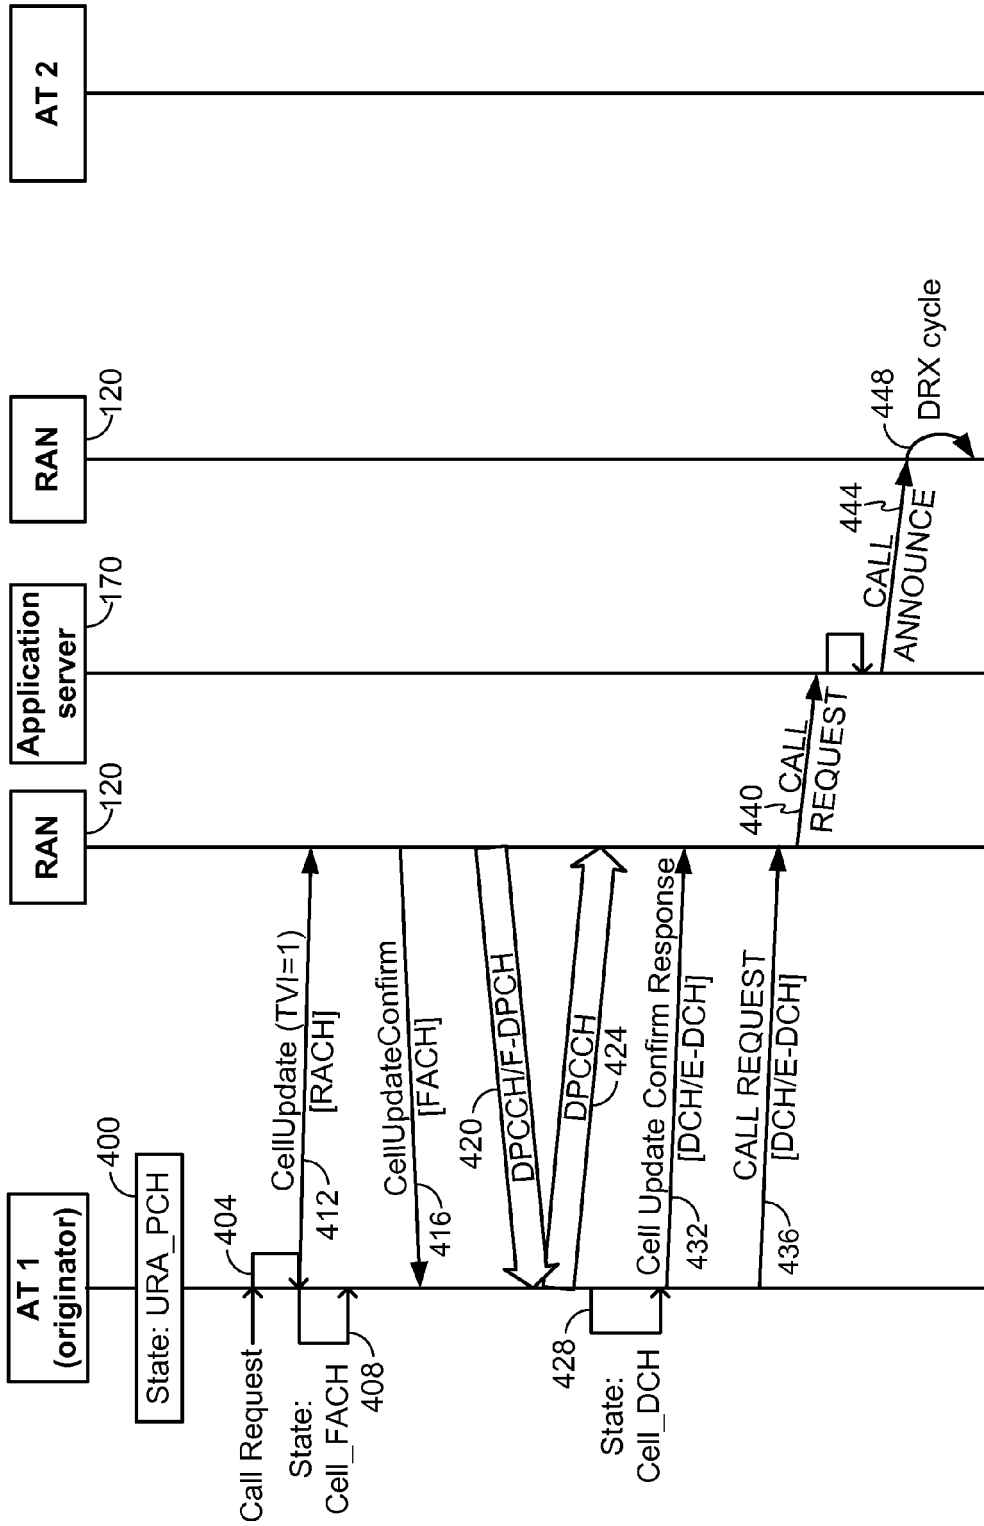 AT 1
(originator)
RAN
120
Application
server
170
RAN
120
AT 2
State: URA_PCH
400
Call Request
404
State:
Cell_FACH
408
CellUpdate (TVI=1)
[RACH]
412
CellUpdateConfirm
[FACH]
416
DPCCH/F-DPCH
420
DPCCH
424
State:
Cell_DCH
428
Cell Update Confirm Response
[DCH/E-DCH]
432
CALL REQUEST
[DCH/E-DCH]
436
CALL
REQUEST
440
CALL
ANNOUNCE
444
448
DRX cycle